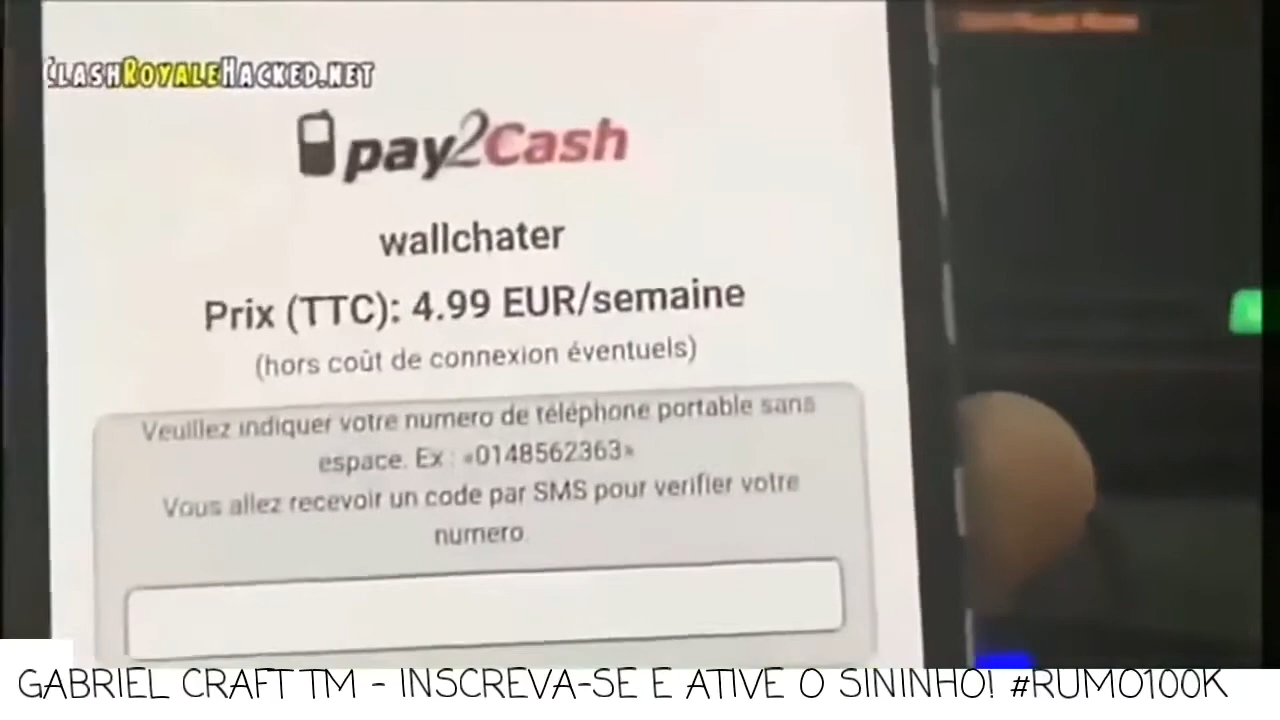 CLASHROYALEHACKED.NET
pay2Cash
wallchater
Prix (TTC): 4.99 EUR/semaine
(hors coût de connexion éventuels)
Veuillez indiquer votre numero de téléphone portable sans
espace. Ex : «0148562363»
Vous allez recevoir un code par SMS pour verifier votre
numero.
GABRIEL CRAFT TM - INSCREVA-SE E ATIVE O SININHO! #RUMO100K